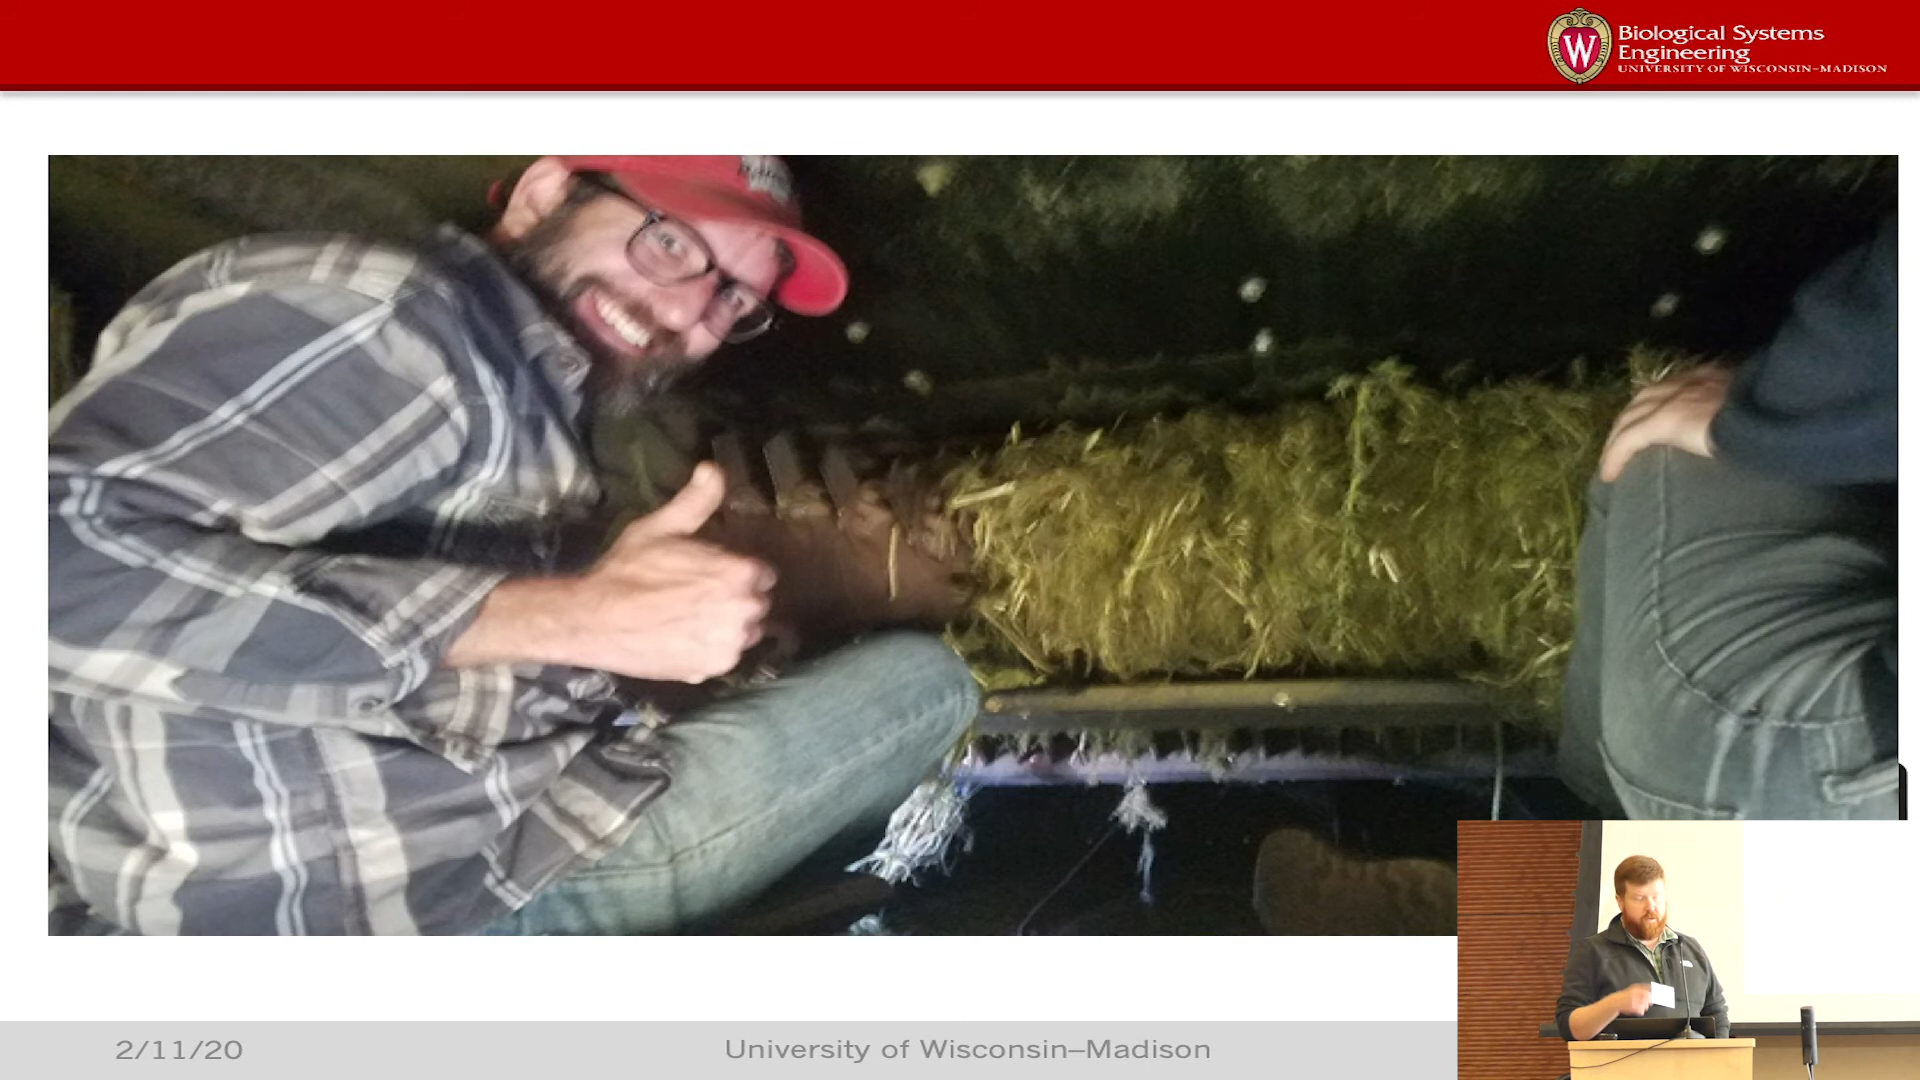 W
Biological Systems
Engineering
UNIVERSITY OF WISCONSIN–MADISON
2/11/20
University of Wisconsin–Madison